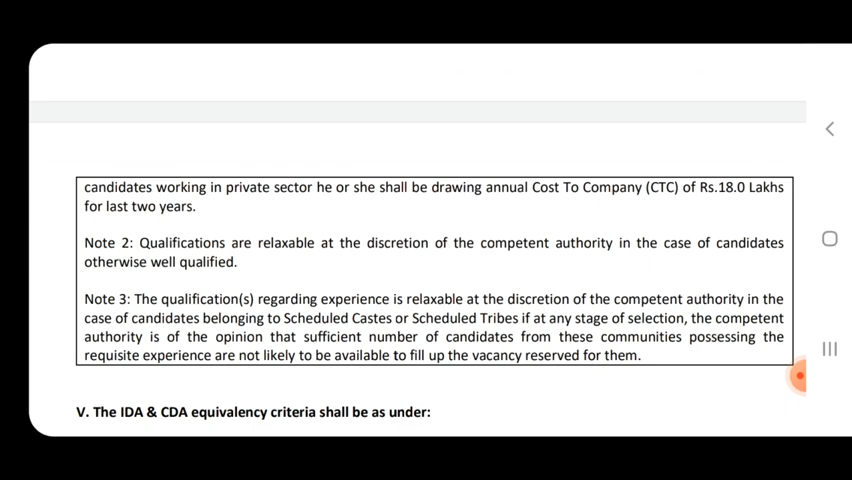 candidates working in private sector he or she shall be drawing annual Cost To Company (CTC) of Rs.18.0 Lakhs
for last two years.
Note 2: Qualifications are relaxable at the discretion of the competent authority in the case of candidates
otherwise well qualified.
Note 3: The qualification(s) regarding experience is relaxable at the discretion of the competent authority in the
case of candidates belonging to Scheduled Castes or Scheduled Tribes if at any stage of selection, the competent
authority is of the opinion that sufficient number of candidates from these communities possessing the
requisite experience are not likely to be available to fill up the vacancy reserved for them.
V. The IDA & CDA equivalency criteria shall be as under: